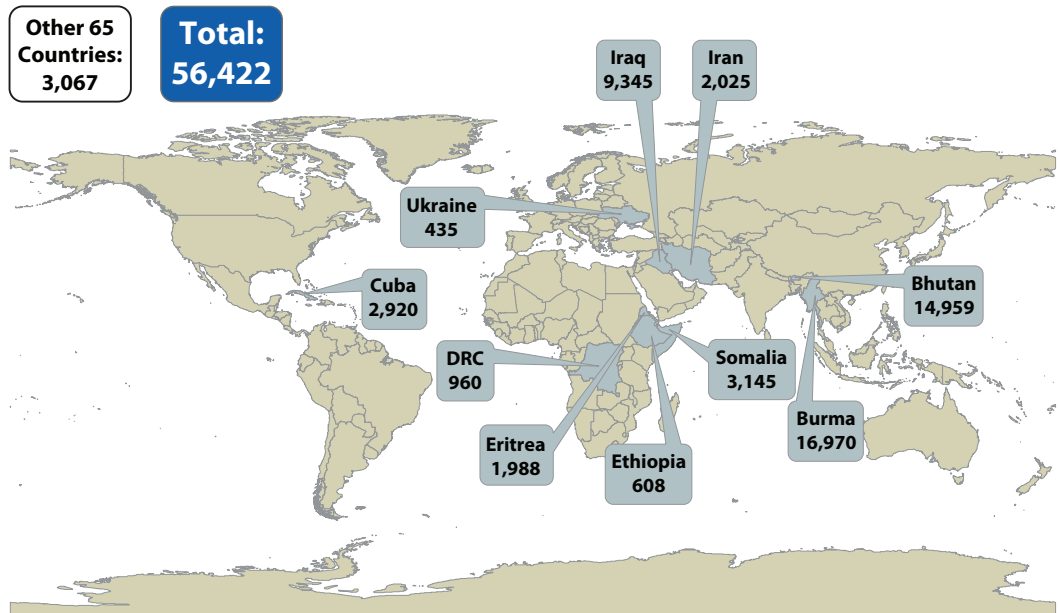 Other 65
Countries:
3,067
Total:
56,422
Iraq
9,345
Iran
2,025
Ukraine
435
Cuba
2,920
Bhutan
14,959
DRC
960
Somalia
3,145
Burma
16,970
Eritrea
1,988
Ethiopia
608